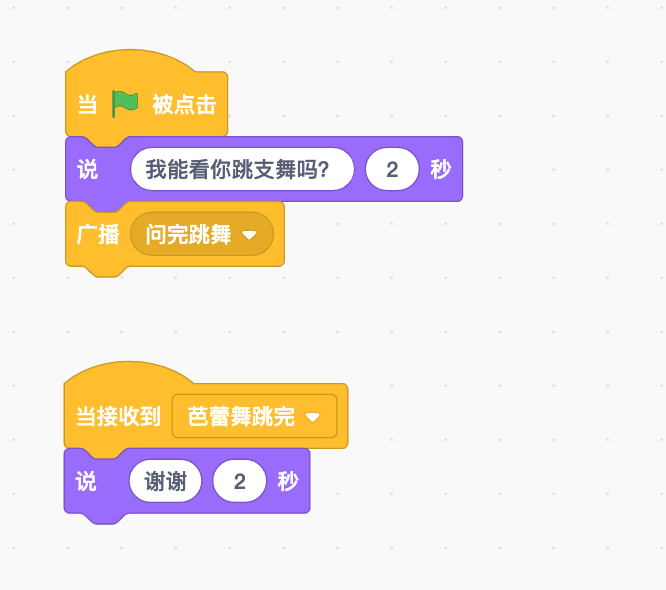 当 被点击
说 我能看你跳支舞吗? 2 秒
广播 问完跳舞
当接收到 芭蕾舞跳完
说 谢谢 2 秒